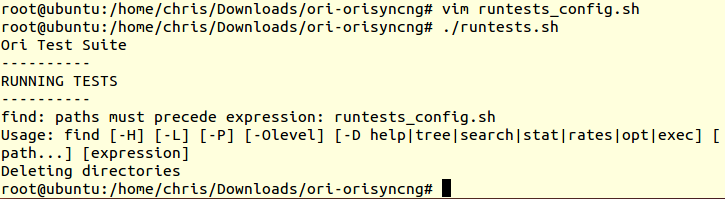 root@ubuntu:/home/chris/Downloads/ori-orisyncng# vim runtests_config.sh
root@ubuntu:/home/chris/Downloads/ori-orisyncng# ./runtests.sh
Ori Test Suite
----------
RUNNING TESTS
----------
find: paths must precede expression: runtests_config.sh
Usage: find [-H] [-L] [-P] [-Olevel] [-D help|tree|search|stat|rates|opt|exec] [
path...] [expression]
Deleting directories
root@ubuntu:/home/chris/Downloads/ori-orisyncng#